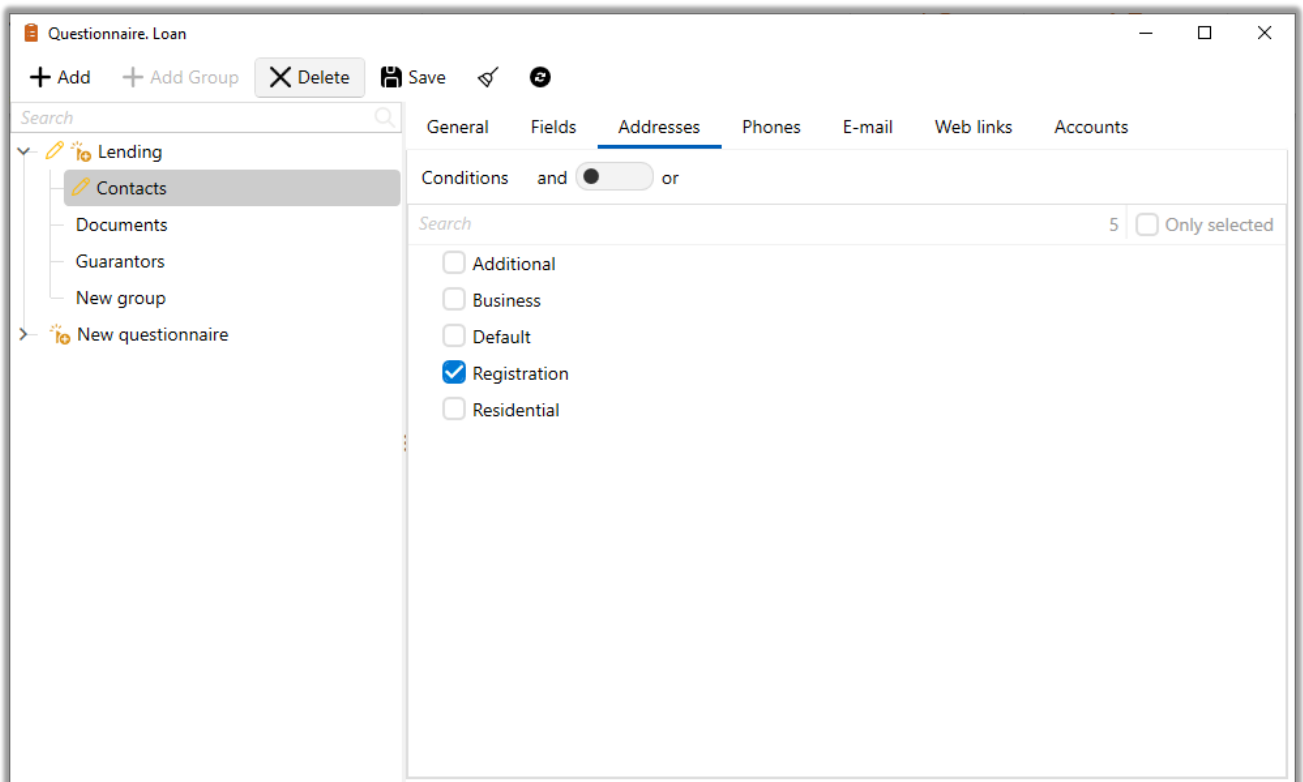 Questionnaire. Loan
Add Add Group Delete Save
Search
General Fields Addresses Phones E-mail Web links Accounts
Lending
Contacts
Documents
Guarantors
New group
New questionnaire
Conditions and or
Search 5 Only selected
Additional
Business
Default
Registration
Residential